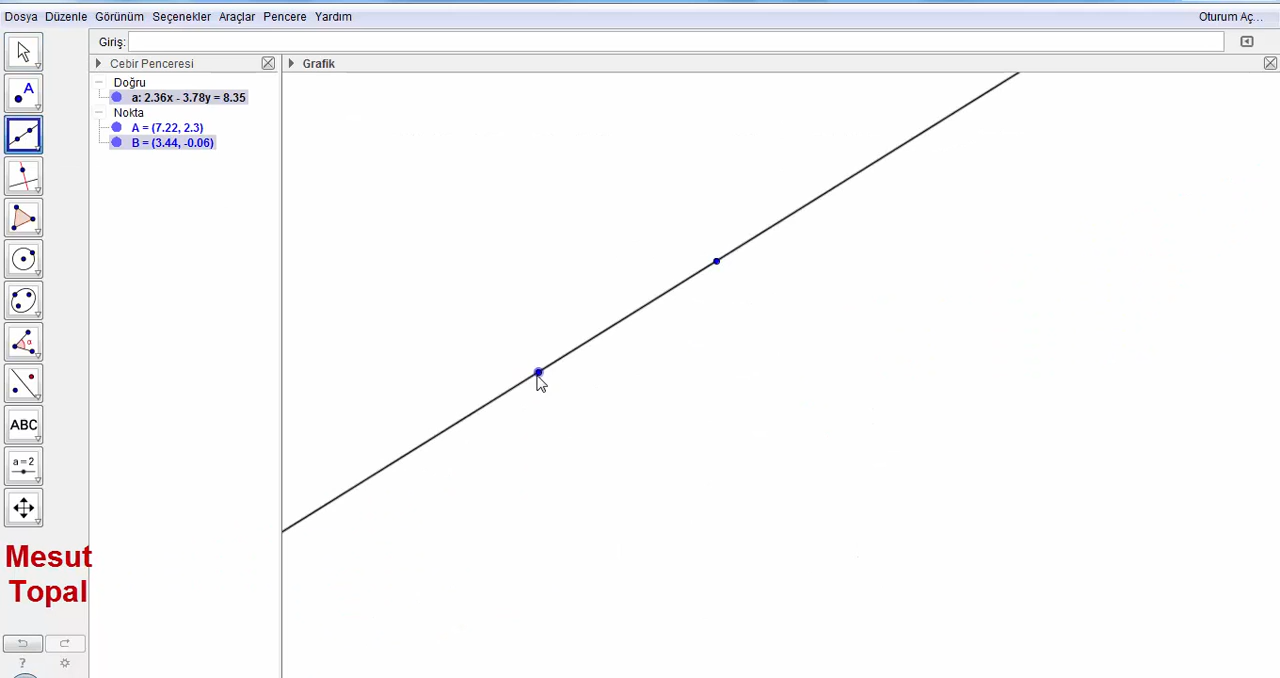 Dosya Düzenle Görünüm Seçenekler Araçlar Pencere Yardım Oturum Aç...
Giriş:
Cebir Penceresi Grafik
Doğru
a: 2.36x - 3.78y = 8.35
Nokta
A = (7.22, 2.3)
B = (3.44, -0.06)
A
α
ABC
a = 2
Mesut
Topal
?